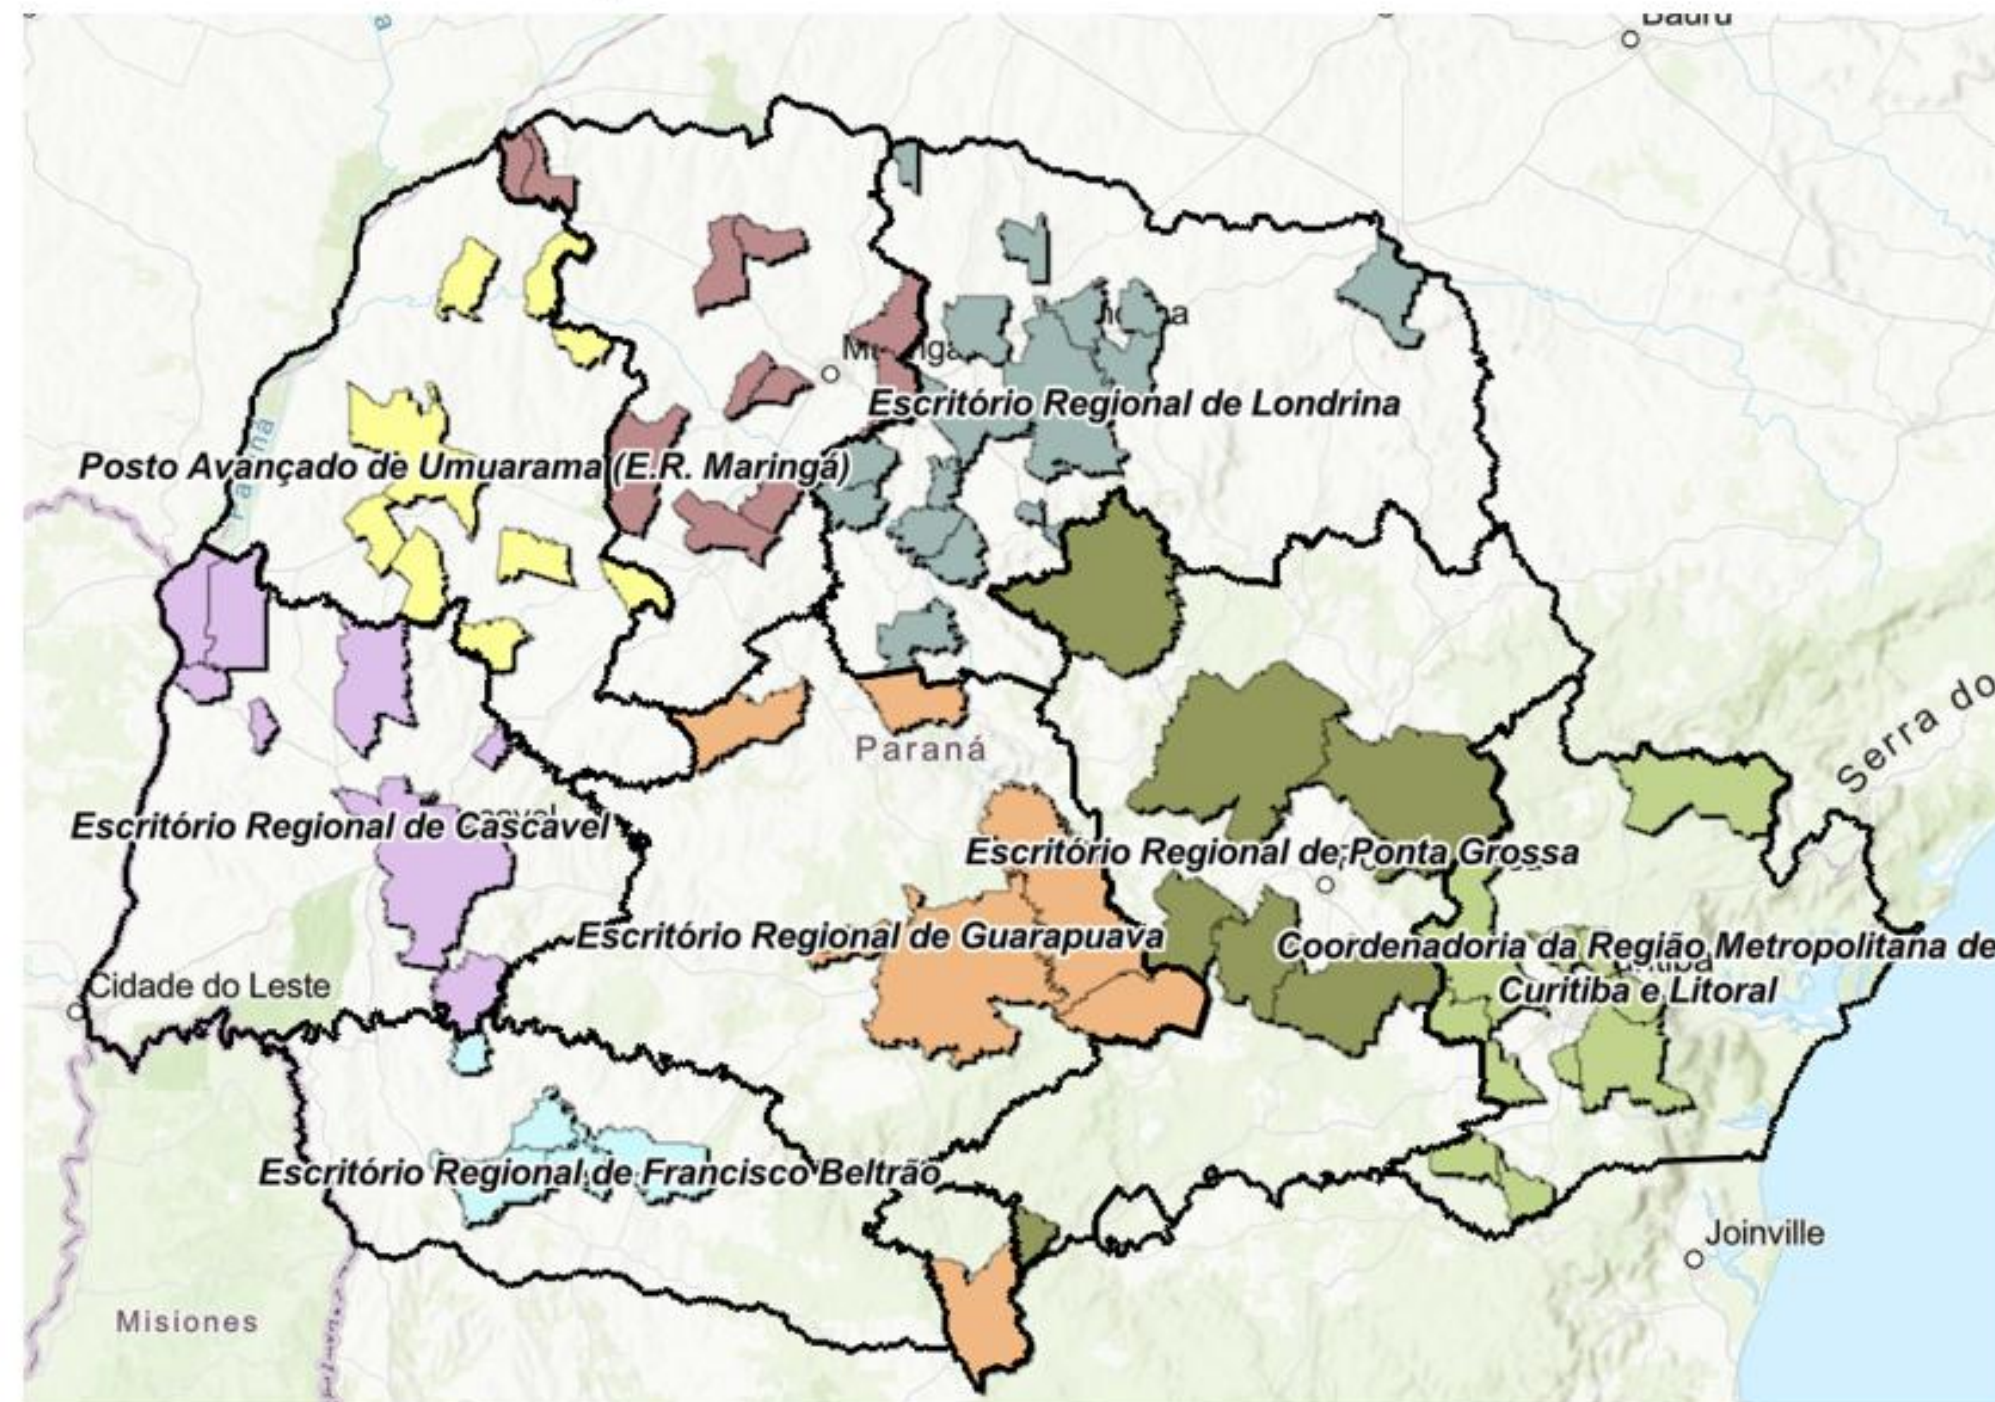 Bauru
Escritório Regional de Londrina
Posto Avançado de Umuarama (E.R. Maringá)
Paraná
Serra do
Paraná
Escritório Regional de Cascavel
Escritório Regional de Ponta Grossa
Escritório Regional de Guarapuava
Coordenadoria da Região Metropolitana de
Curitiba e Litoral
Cidade do Leste
Escritório Regional de Francisco Beltrão
Joinville
Misiones